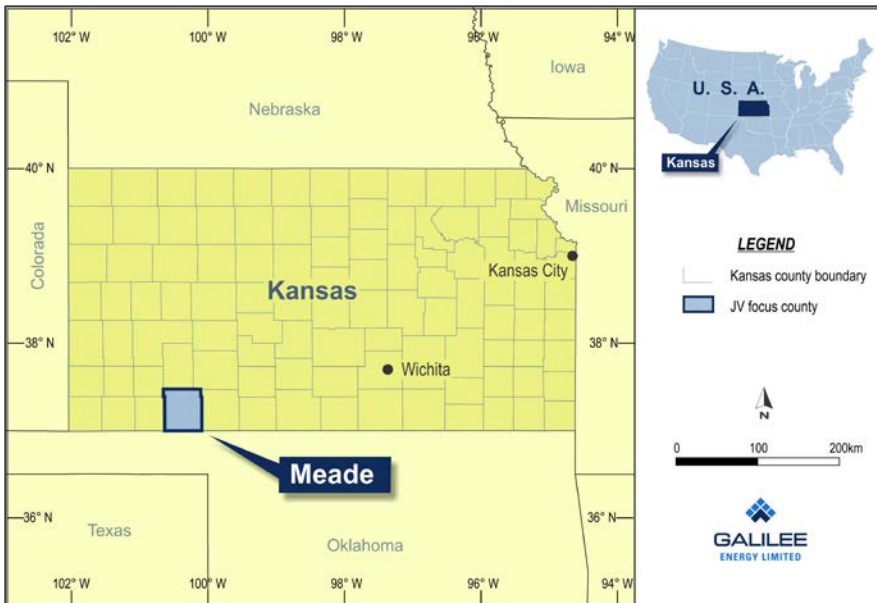 102° W
100° W
98° W
96° W
94° W
Iowa
Nebraska
40° N
40° N
Missouri
Colorada
Kansas City
Kansas
38° N
38° N
Wichita
Meade
36° N
36° N
Texas
Oklahoma
102° W
100° W
98° W
96° W
94° W
U. S. A.
Kansas
LEGEND
Kansas county boundary
JV focus county
N
0 100 200km
GALILEE
ENERGY LIMITED